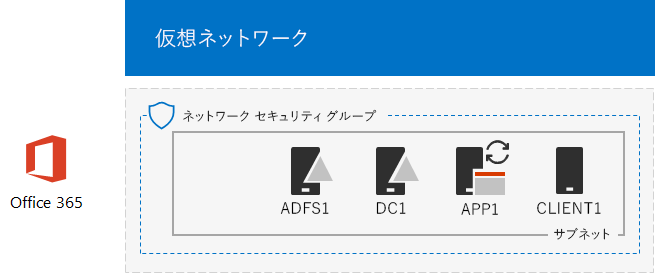 仮想ネットワーク
ネットワーク セキュリティ グループ
Office 365
ADFS1
DC1
APP1
CLIENT1
サブネット